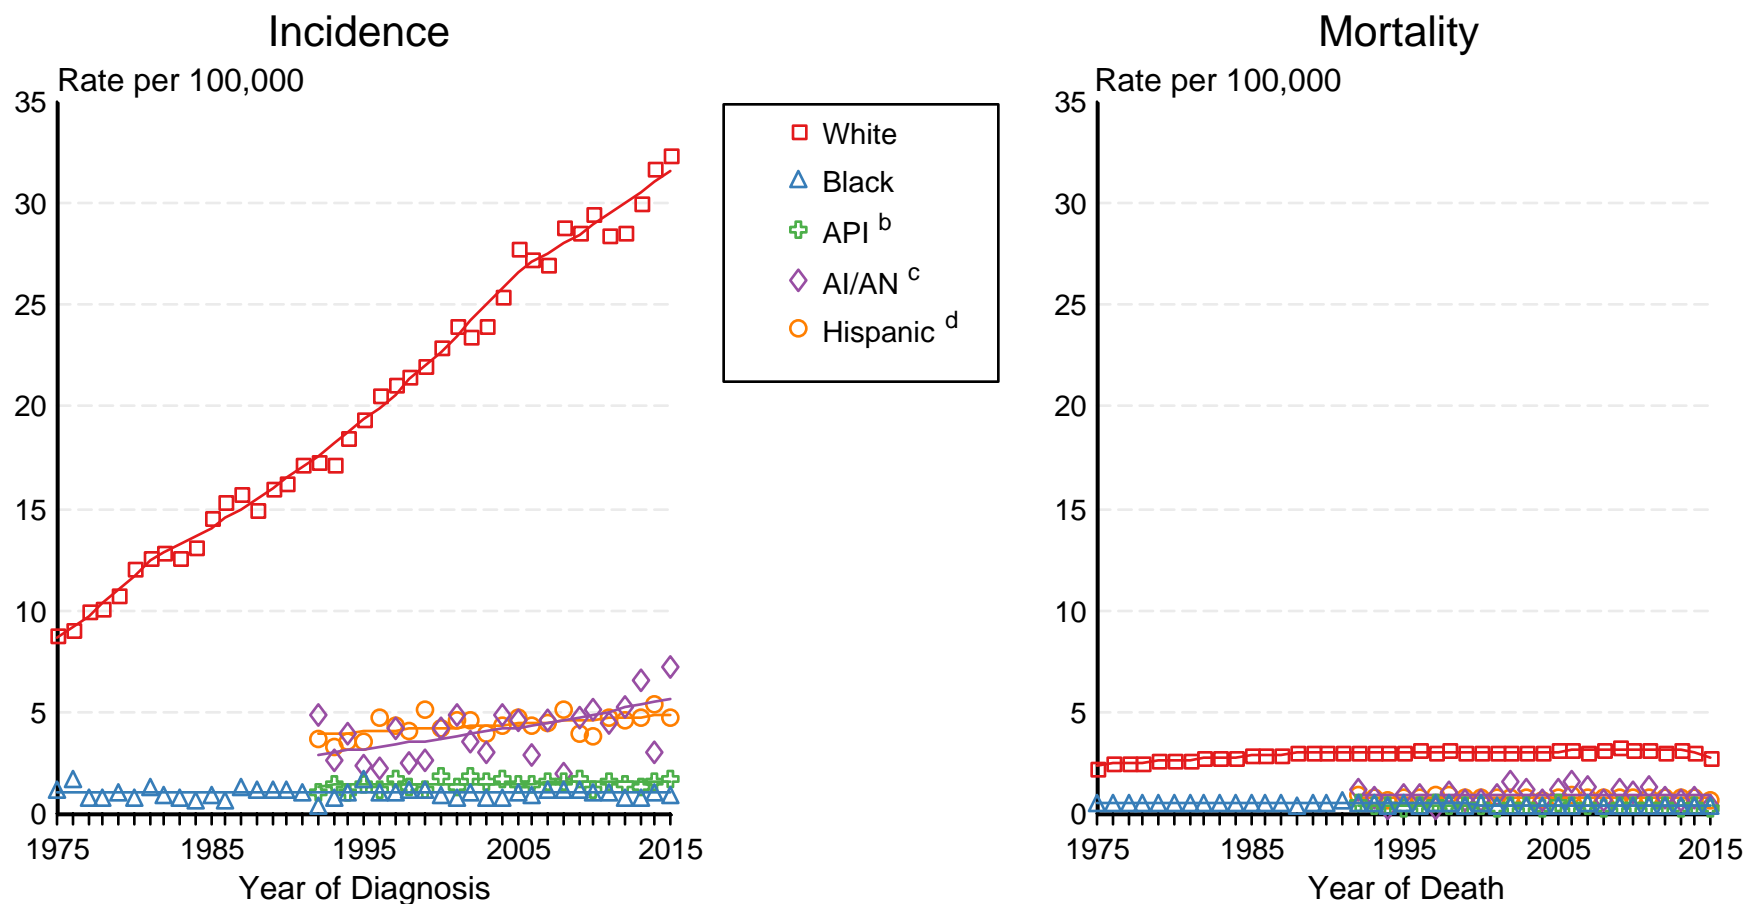 Incidence
Rate per 100,000
35
30
25
20
15
10
5
0
1975 1985 1995 2005 2015
Year of Diagnosis
White
Black
API b
AI/AN c
Hispanic d
Mortality
Rate per 100,000
35
30
25
20
15
10
5
0
1975 1985 1995 2005 2015
Year of Death